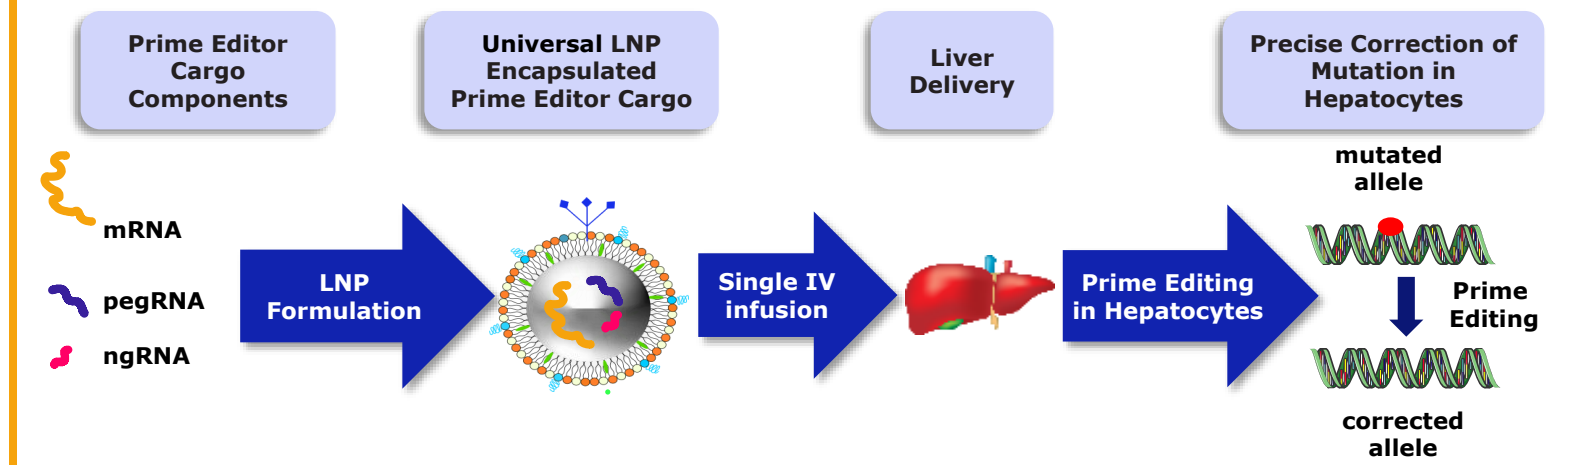 Prime Editor
Cargo
Components
Universal LNP
Encapsulated
Prime Editor Cargo
Liver
Delivery
Precise Correction of
Mutation in
Hepatocytes
mRNA
pegRNA
ngRNA
LNP
Formulation
Single IV
infusion
Prime Editing
in Hepatocytes
mutated
allele
Prime
Editing
corrected
allele